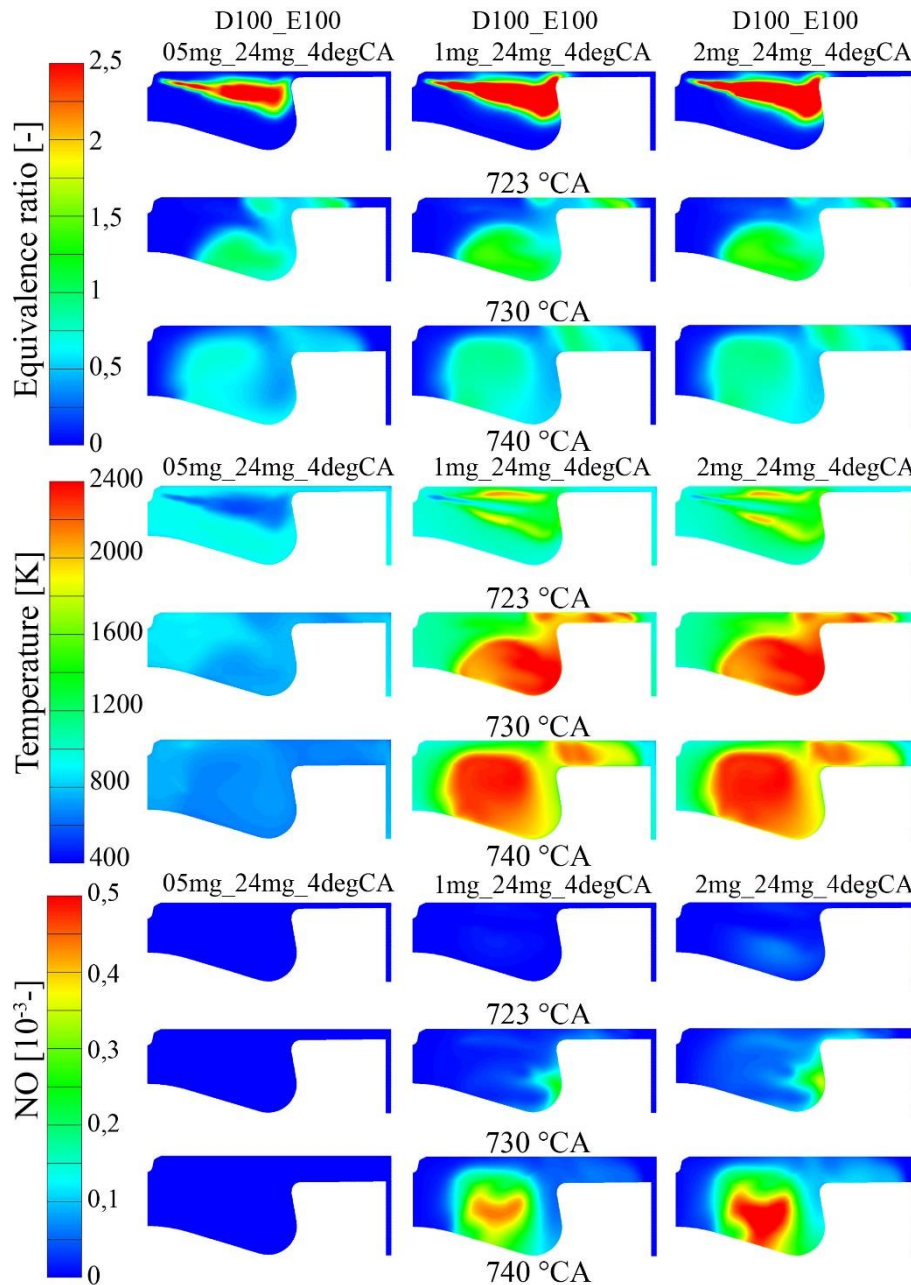 D100_E100 D100_E100 D100_E100
05mg_24mg_4degCA 1mg_24mg_4degCA 2mg_24mg_4degCA
Equivalence ratio [-]
2,5
2
1,5
1
0,5
0
723 °CA
730 °CA
740 °CA
05mg_24mg_4degCA 1mg_24mg_4degCA 2mg_24mg_4degCA
Temperature [K]
2400
2000
1600
1200
800
400
723 °CA
730 °CA
740 °CA
05mg_24mg_4degCA 1mg_24mg_4degCA 2mg_24mg_4degCA
NO [10⁻³-]
0,5
0,4
0,3
0,2
0,1
0
723 °CA
730 °CA
740 °CA